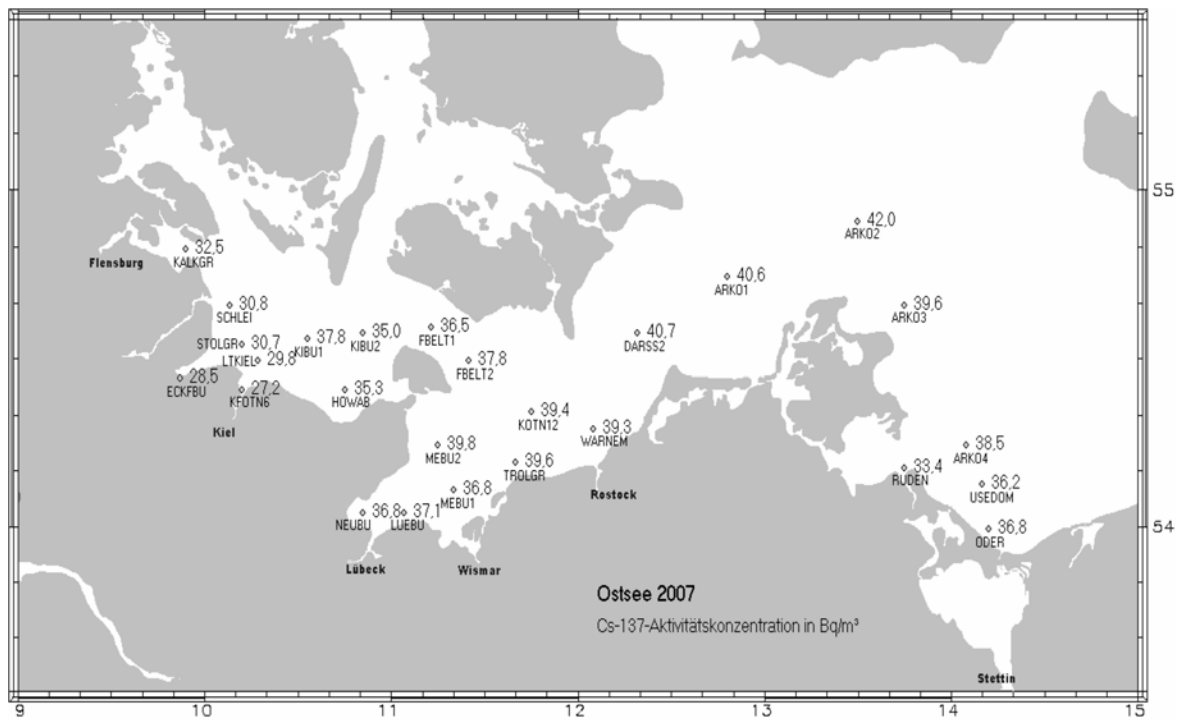 55
42,0
ARKO2
32,5
Flensburg
KALKGR
40,6
ARKO1
30,8
SCHLEI
39,6
ARKO3
36,5
FBELT1
37,8
KIBU1
35,0
KIBU2
40,7
DARSS2
STOLGR
30,7
LTKIEL
29,8
37,8
FBELT2
28,5
ECKFBU
27,2
KFOTN6
35,3
HOWAB
Kiel
39,4
KOTN12
39,3
WARNEM
39,8
MEBU2
39,6
TROLGR
38,5
ARKO4
33,4
RUDEN
36,8
MEBU1
Rostock
36,2
USEDOM
36,8
NEUBU
37,1
LUEBU
54
36,8
ODER
Lübeck
Wismar
Ostsee 2007
Cs-137-Aktivitätskonzentration in Bq/m³
Stettin
9 10 11 12 13 14 15